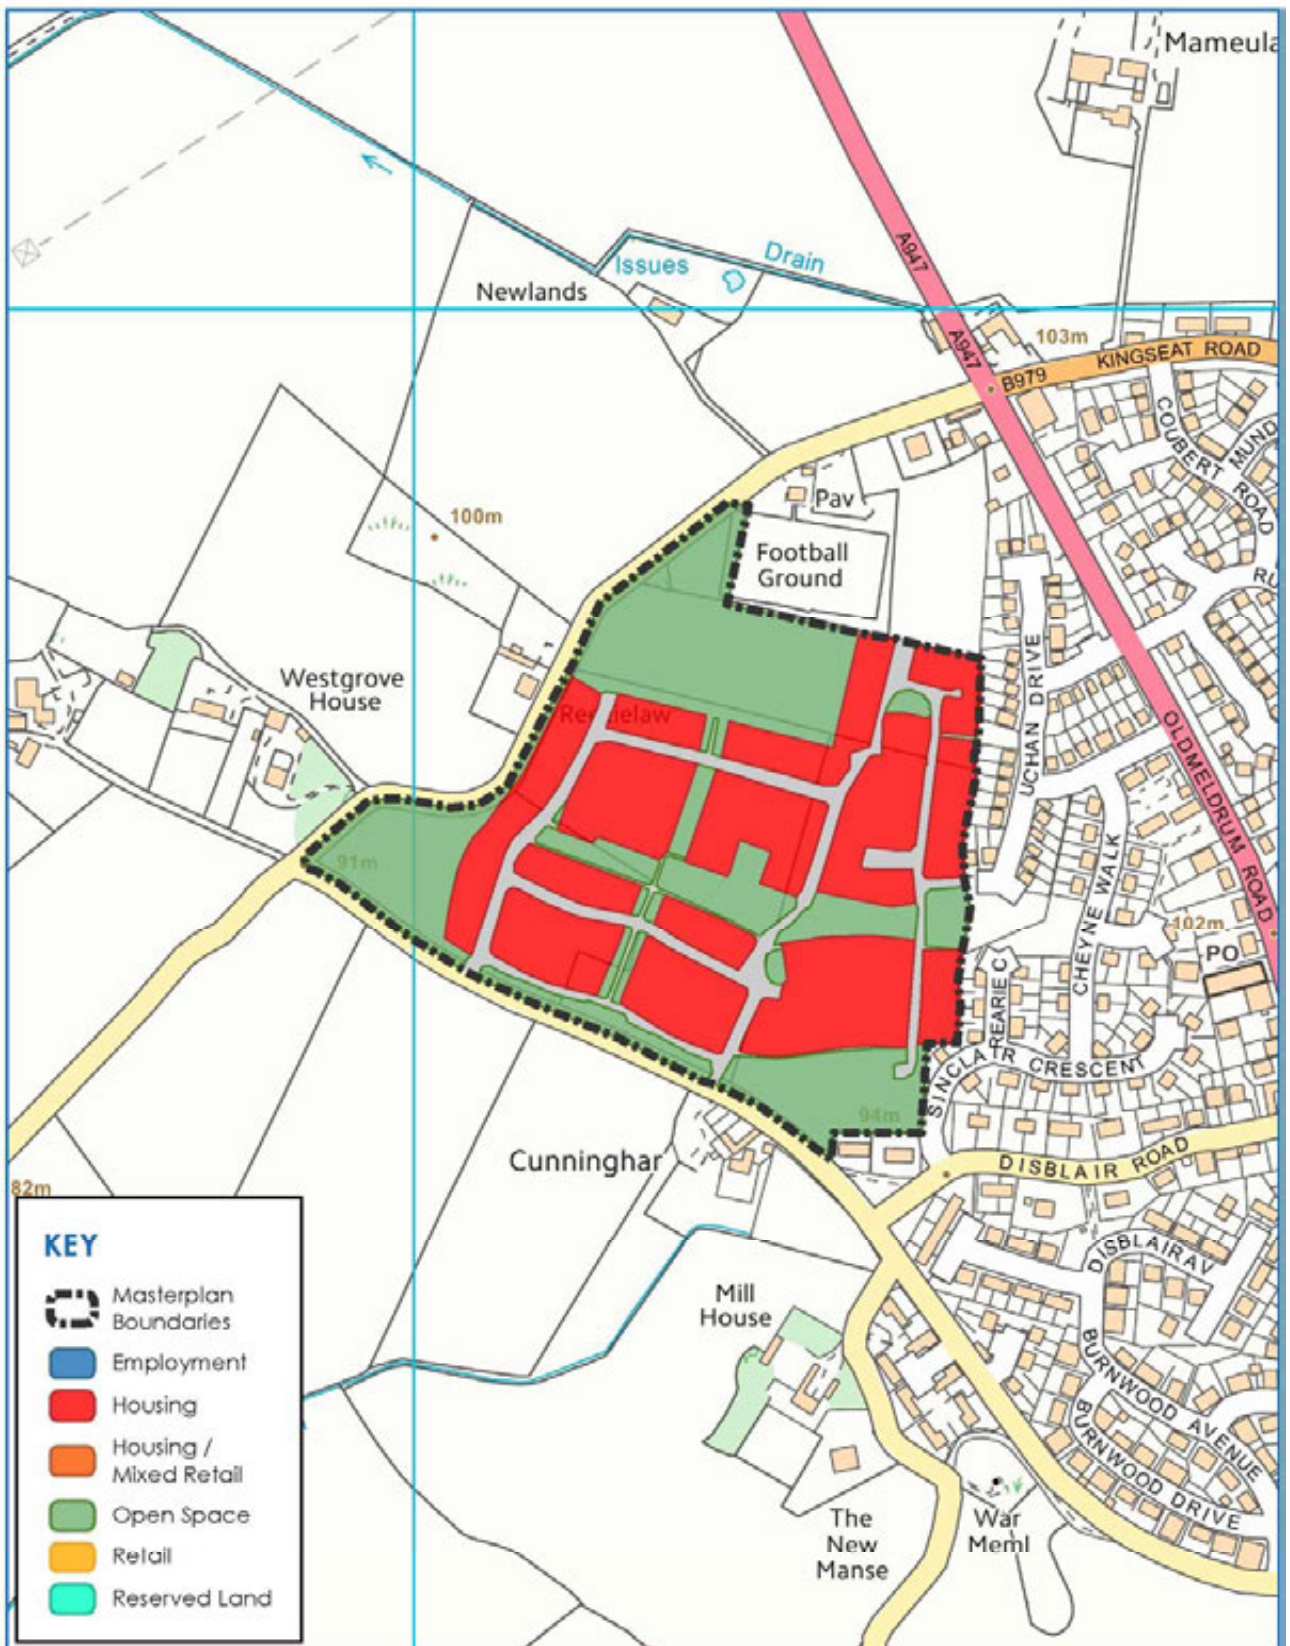 Mameula
A947
Drain
Issues
Newlands
A947
103m
KINGSEAT ROAD
B979
COUBERT ROAD
MUND
Pav
100m
Football
Ground
RU
UCHAN DRIVE
Westgrove
House
OLDMELDRUM ROAD
91m
CHEYNE WALK
102m
PO
REARIE C
SINCLAIR CRESCENT
94m
Cunninghar
DISBLAIR ROAD
82m
DISBLAIR AV
Mill
House
BURNWOOD AVENUE
BURNWOOD DRIVE
The
New
Manse
War
Meml
KEY
Masterplan
Boundaries
Employment
Housing
Housing /
Mixed Retail
Open Space
Retail
Reserved Land